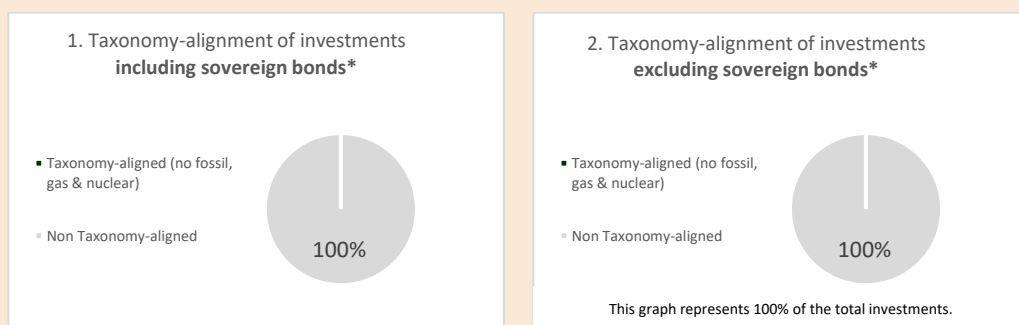 1. Taxonomy-alignment of investments
including sovereign bonds*
Taxonomy-aligned (no fossil,
gas & nuclear)
Non Taxonomy-aligned
100%
2. Taxonomy-alignment of investments
excluding sovereign bonds*
Taxonomy-aligned (no fossil,
gas & nuclear)
Non Taxonomy-aligned
100%
This graph represents 100% of the total investments.